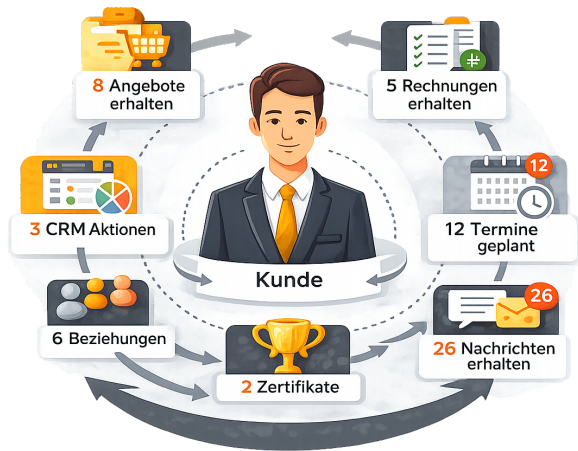 8 Angebote
erhalten
5 Rechnungen
erhalten
3 CRM Aktionen
12
12 Termine
geplant
Kunde
6 Beziehungen
26
26 Nachrichten
erhalten
2 Zertifikate